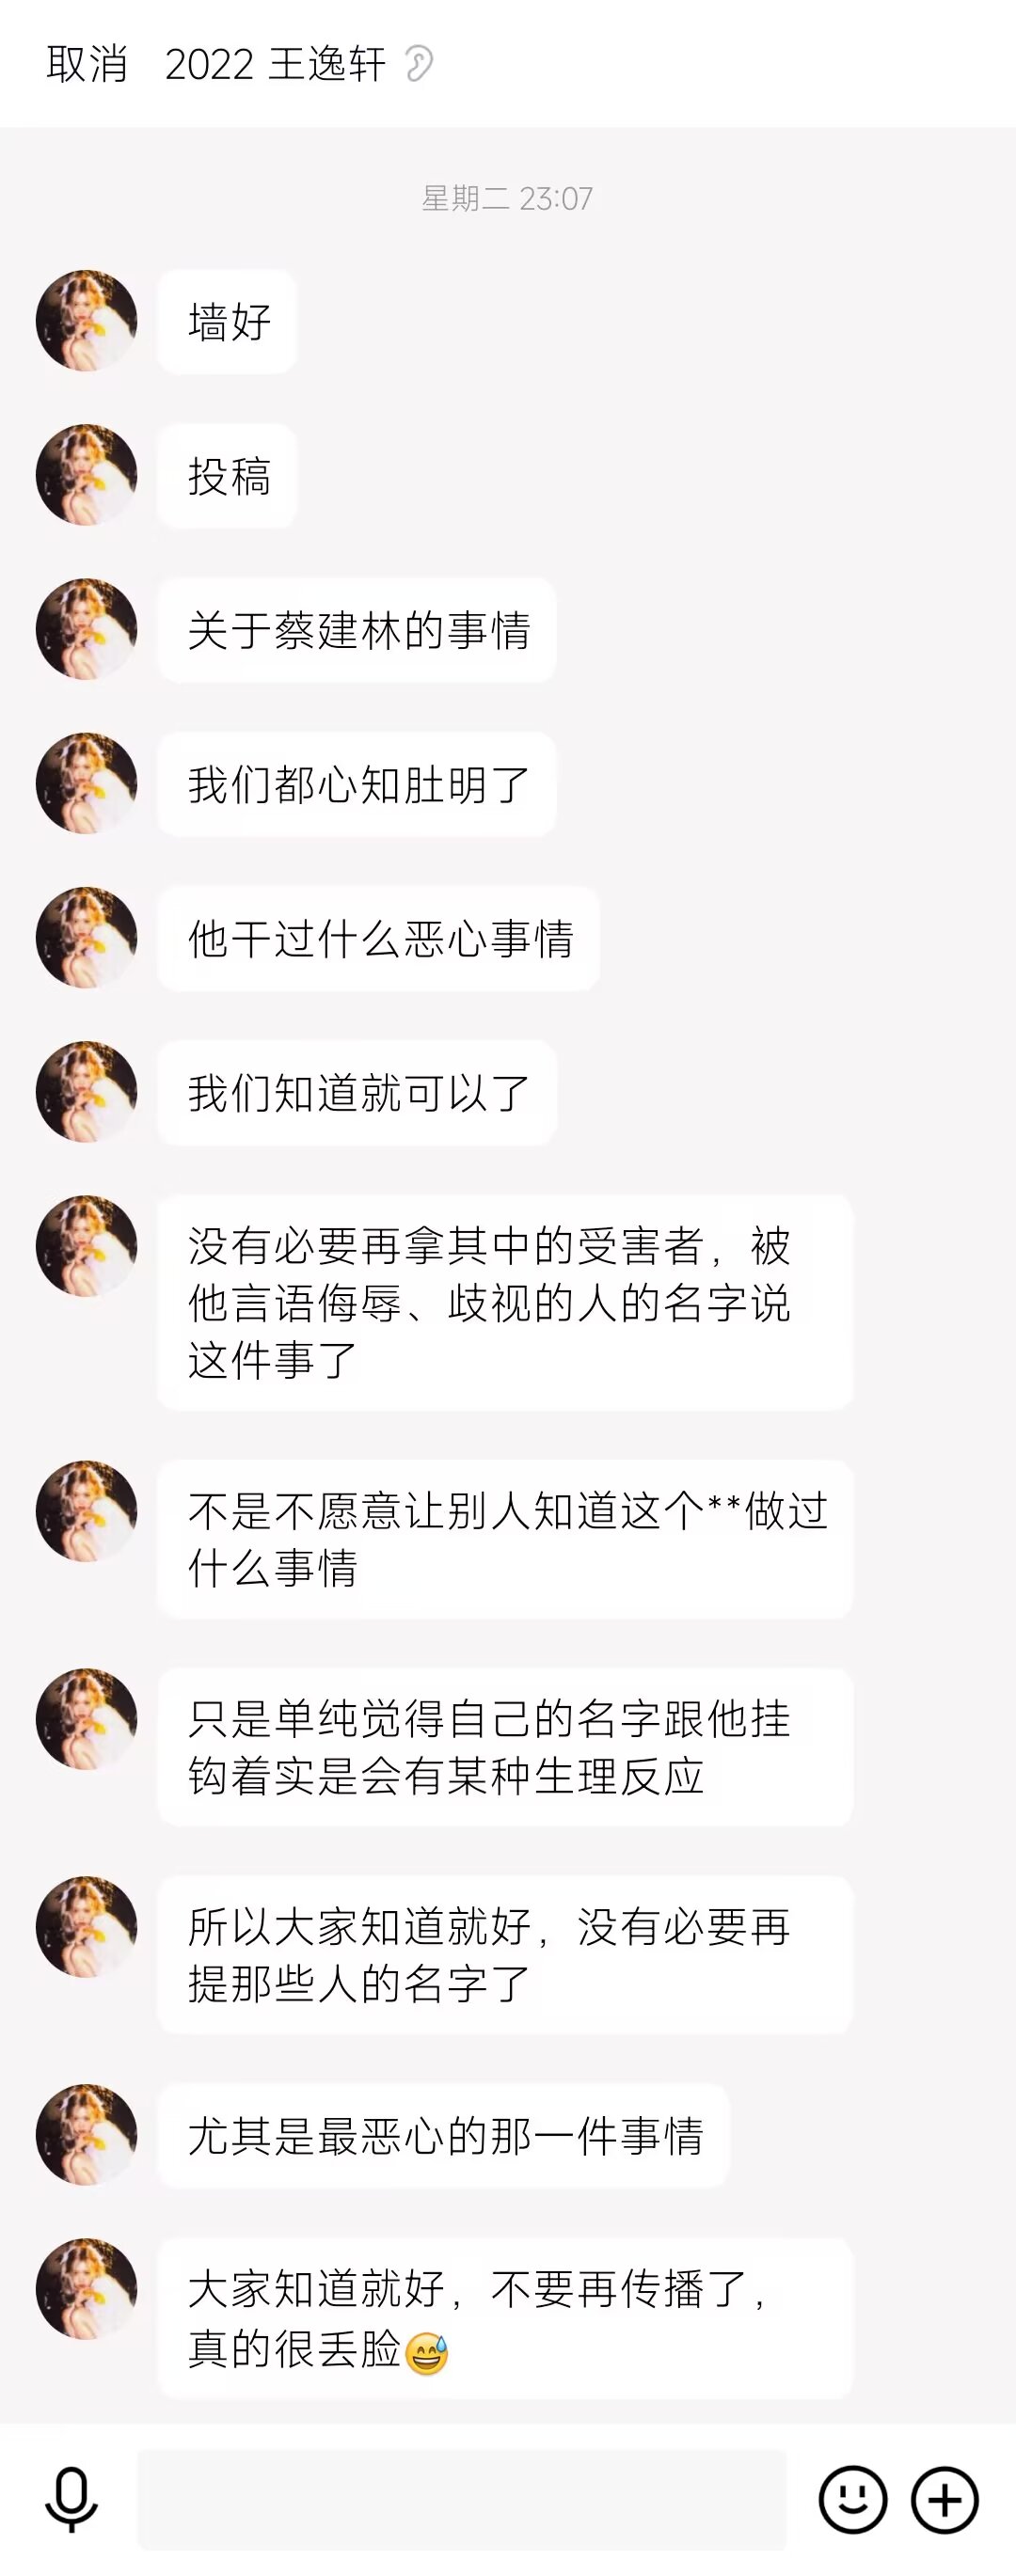 取消 2022 王逸轩
星期二 23:07
墙好
投稿
关于蔡建林的事情
我们都心知肚明了
他干过什么恶心事情
我们知道就可以了
没有必要再拿其中的受害者，被
他言语侮辱、歧视的人的名字说
这件事了
不是不愿意让别人知道这个**做过
什么事情
只是单纯觉得自己的名字跟他挂
钩着实是会有某种生理反应
所以大家知道就好，没有必要再
提那些人的名字了
尤其是最恶心的那一件事情
大家知道就好，不要再传播了，
真的很丢脸😅